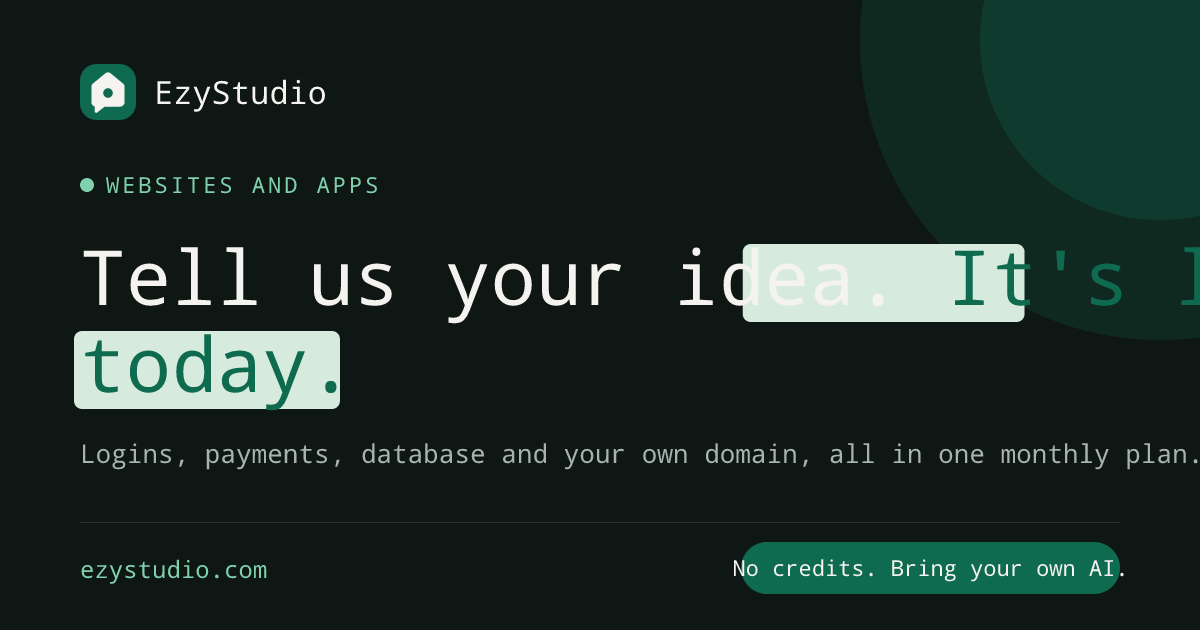 EzyStudio
WEBSITES AND APPS
Tell us your idea. It's
today.
Logins, payments, database and your own domain, all in one monthly plan.
ezystudio.com
No credits. Bring your own AI.